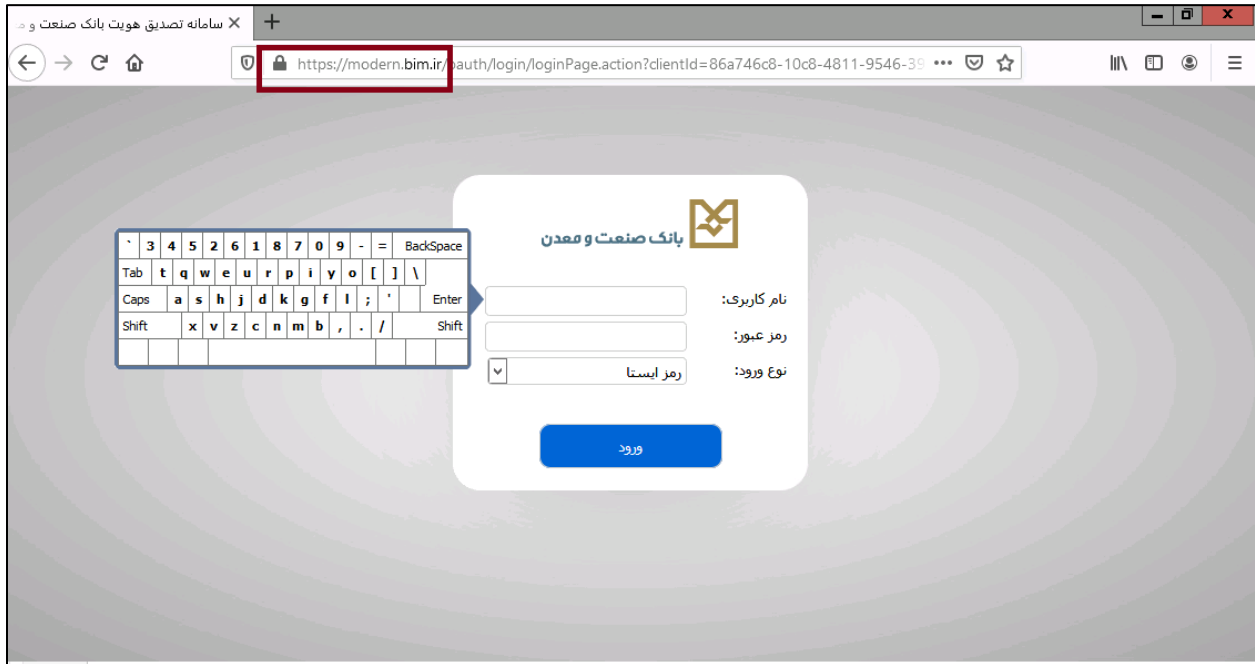 سامانه تصدیق هویت بانک صنعت و م
https://modern.bim.ir/oauth/login/loginPage.action?clientId=86a746c8-10c8-4811-9546-39
بانک صنعت و معدن
` 3 4 5 2 6 1 8 7 0 9 - = BackSpace
Tab t q w e u r p i y o [ ] \
Caps a s h j d k g f l ; ' Enter
Shift x v z c n m b , . / Shift
نام کاربری:
رمز عبور:
نوع ورود:
رمز ایستا
ورود